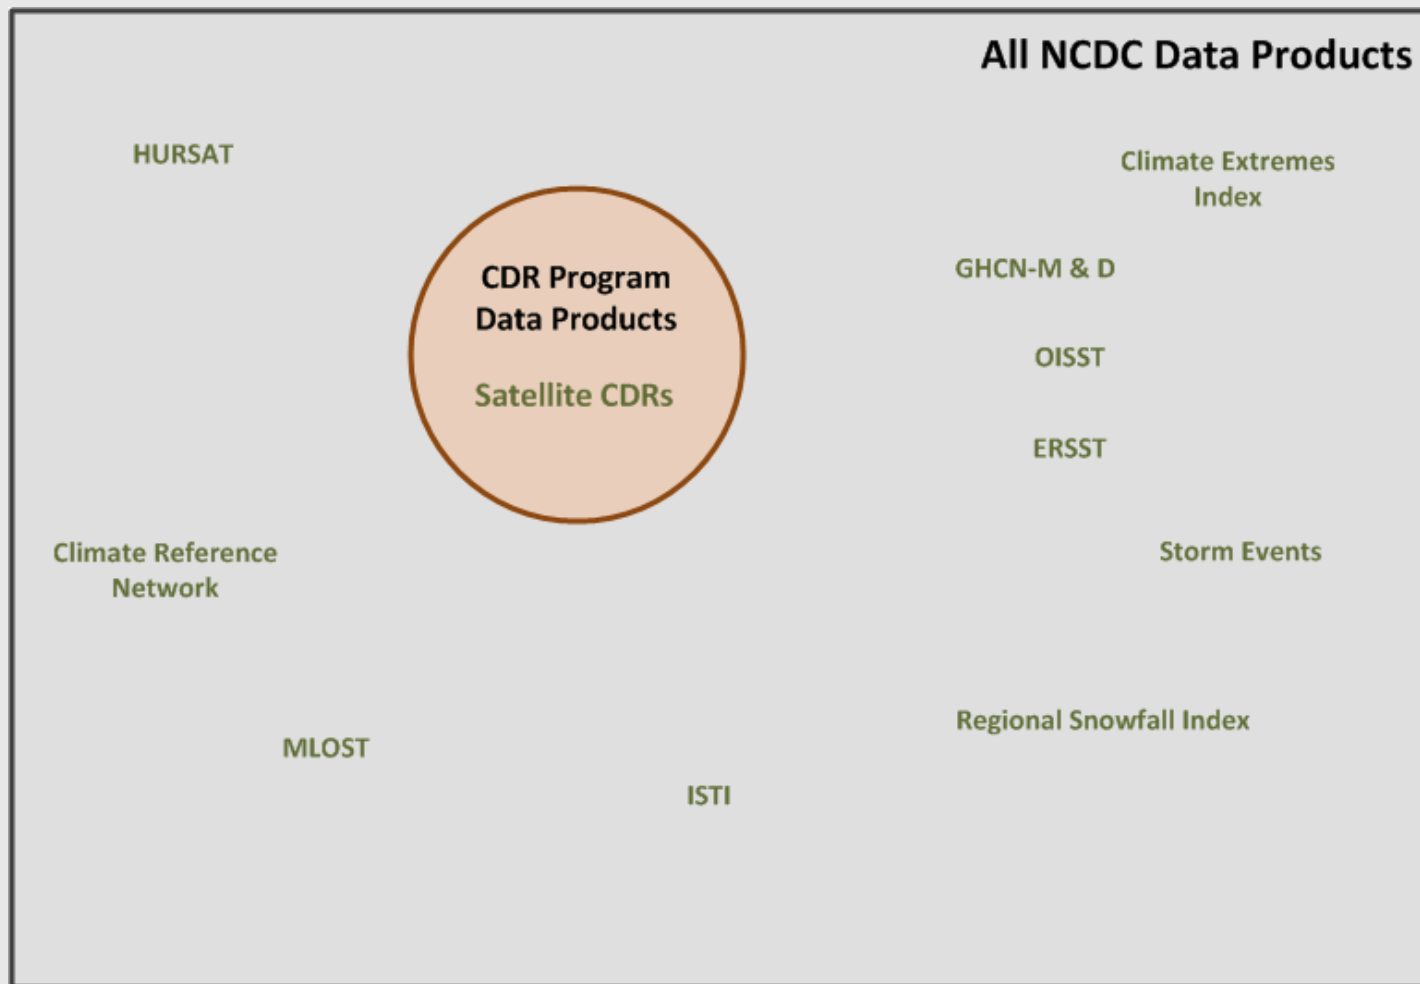 All NCDC Data Products
HURSAT
Climate Extremes
Index
CDR Program
Data Products
Satellite CDRs
GHCN-M & D
OISST
ERSST
Climate Reference
Network
Storm Events
Regional Snowfall Index
MLOST
ISTI